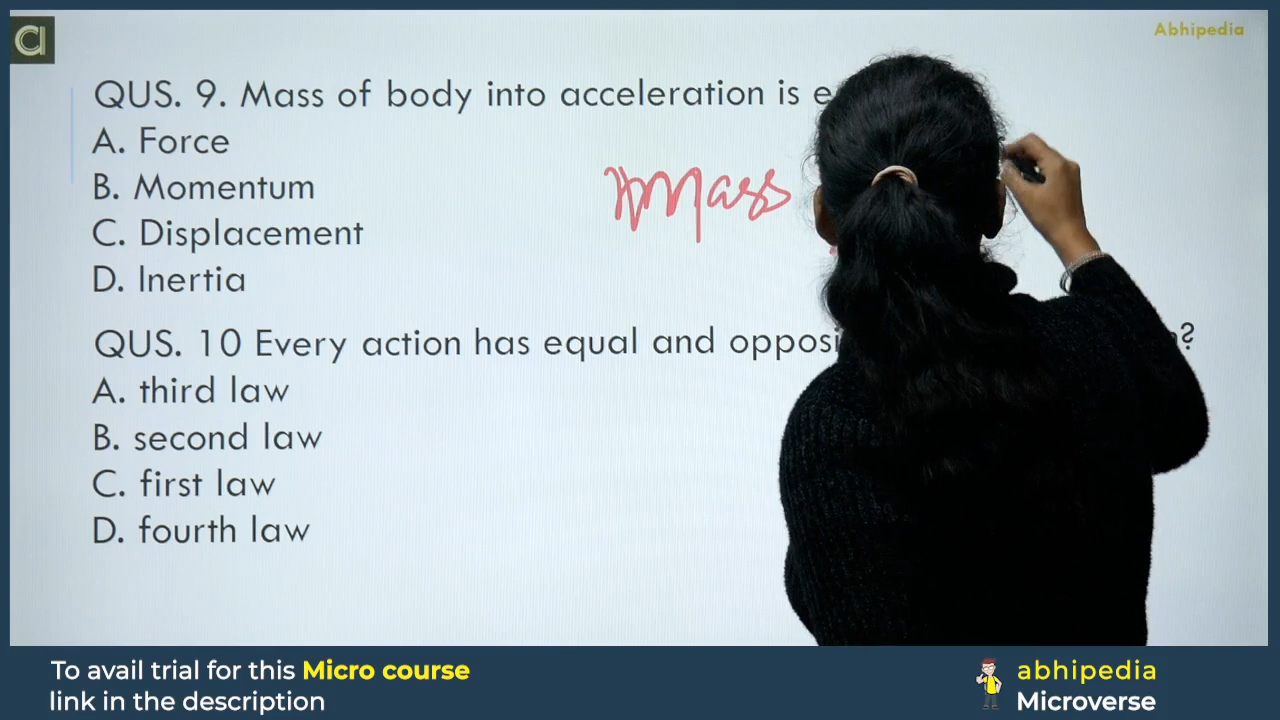 Abhipedia
QUS. 9. Mass of body into acceleration is
A. Force
B. Momentum
Mass
C. Displacement
D. Inertia
QUS. 10 Every action has equal and ?
A. third law
B. second law
C. first law
D. fourth law
To avail trial for this Micro course
link in the description
abhipedia
Microverse